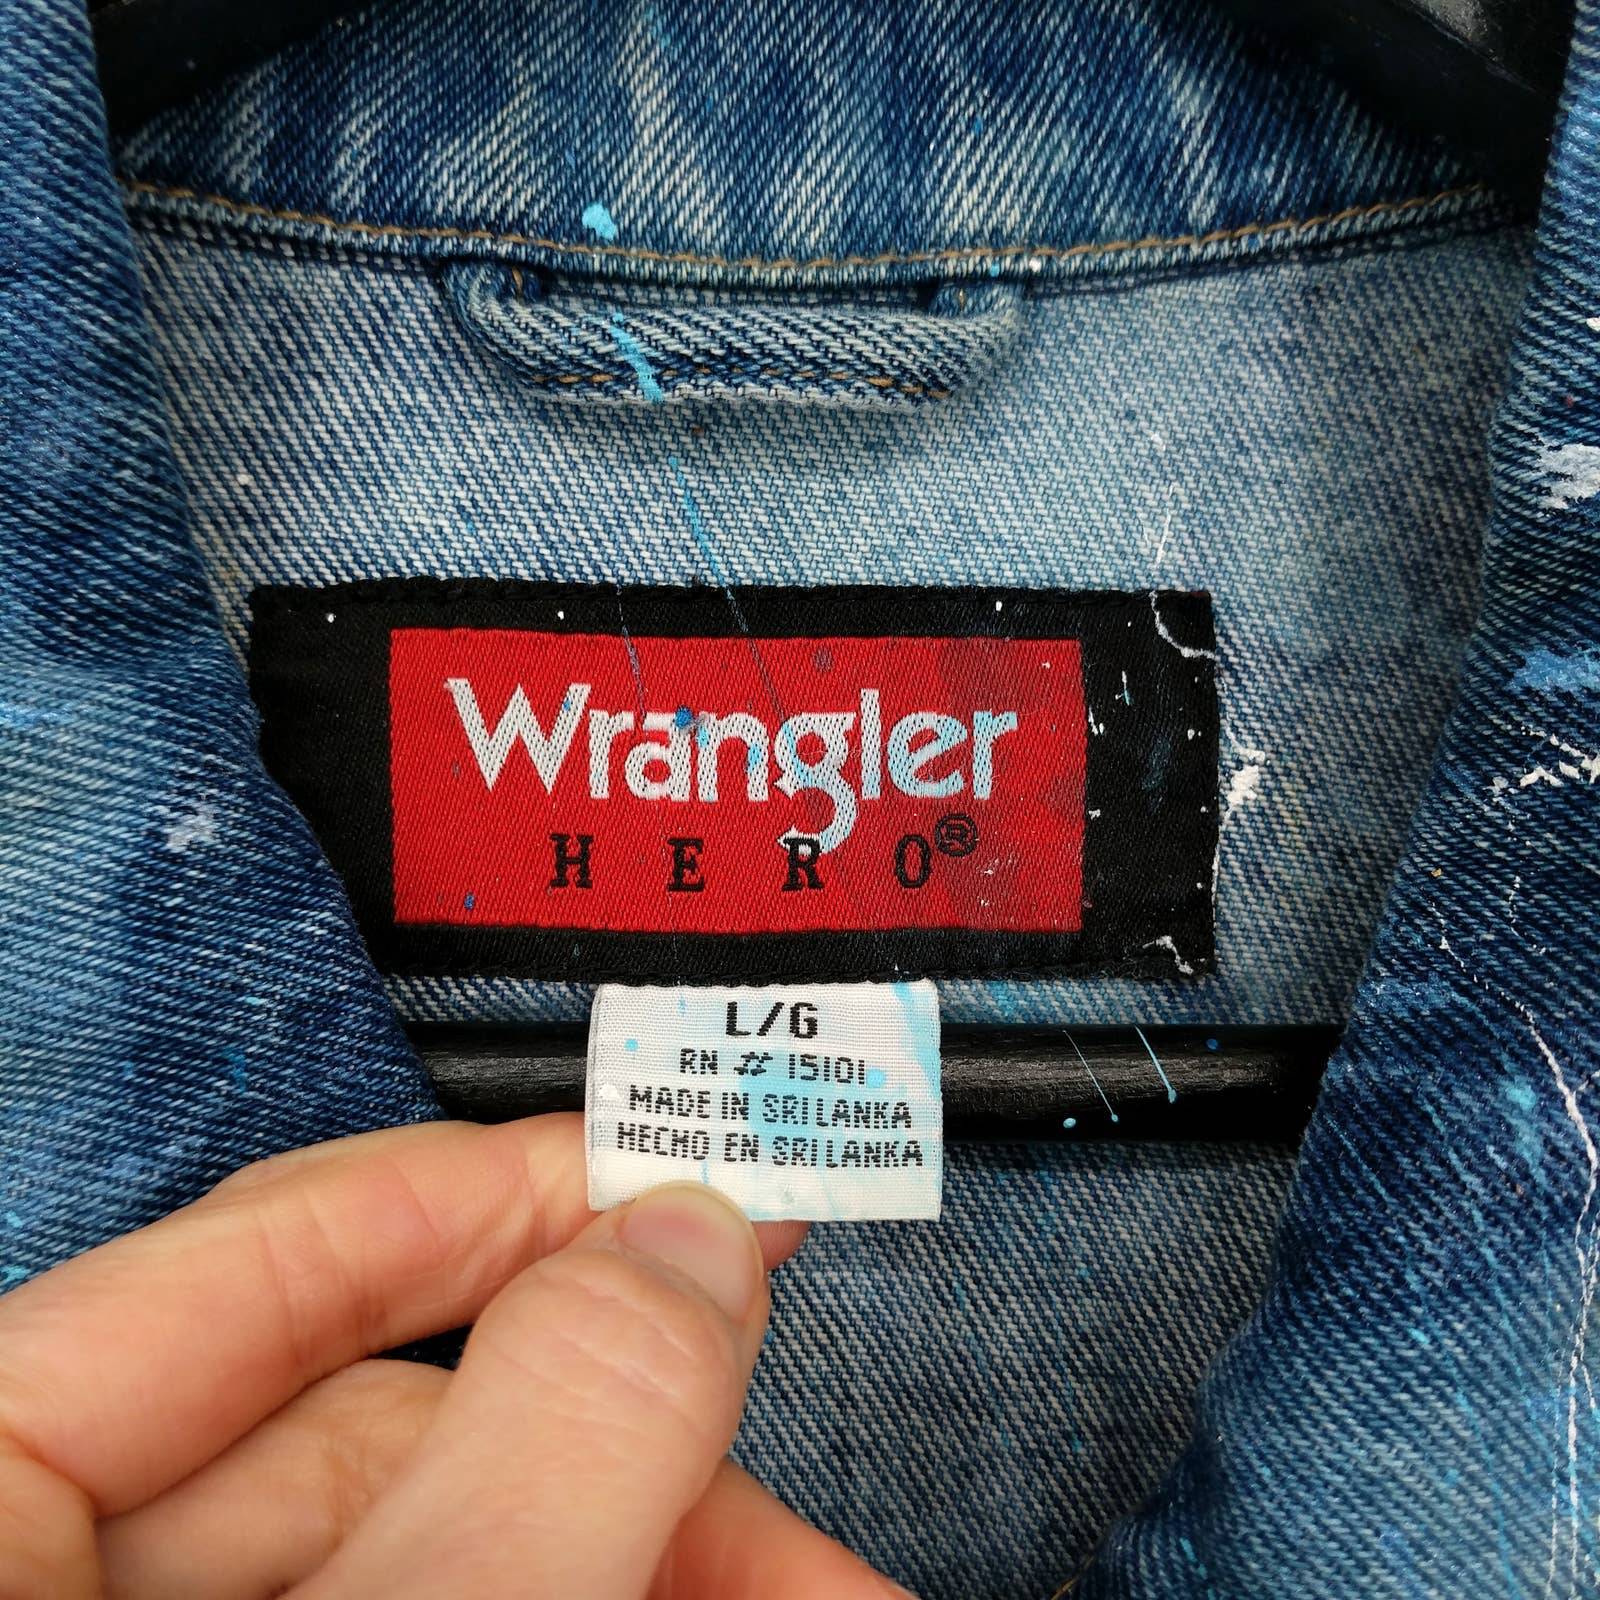 Wrangler
HERO®
L/G
RN # 15101
MADE IN SRI LANKA
HECHO EN SRI LANKA